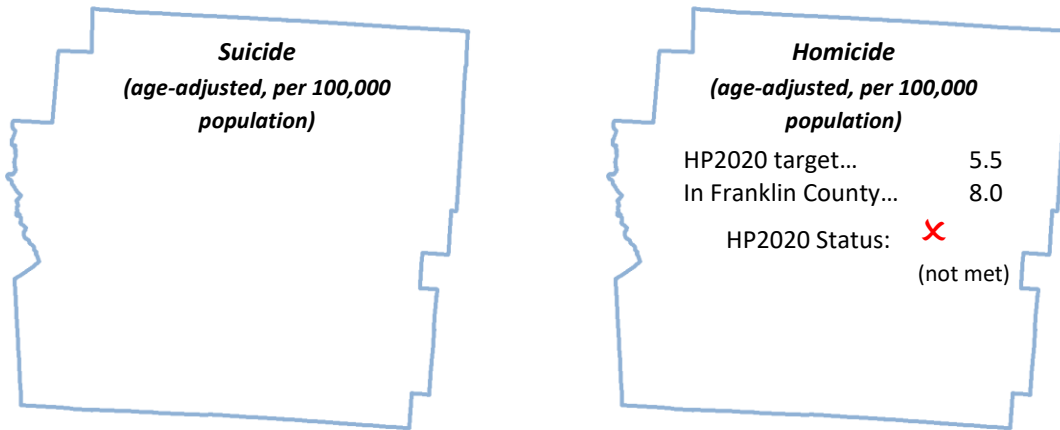 Suicide
(age-adjusted, per 100,000
population)
Homicide
(age-adjusted, per 100,000
population)
HP2020 target… 5.5
In Franklin County… 8.0
HP2020 Status: ×
(not met)